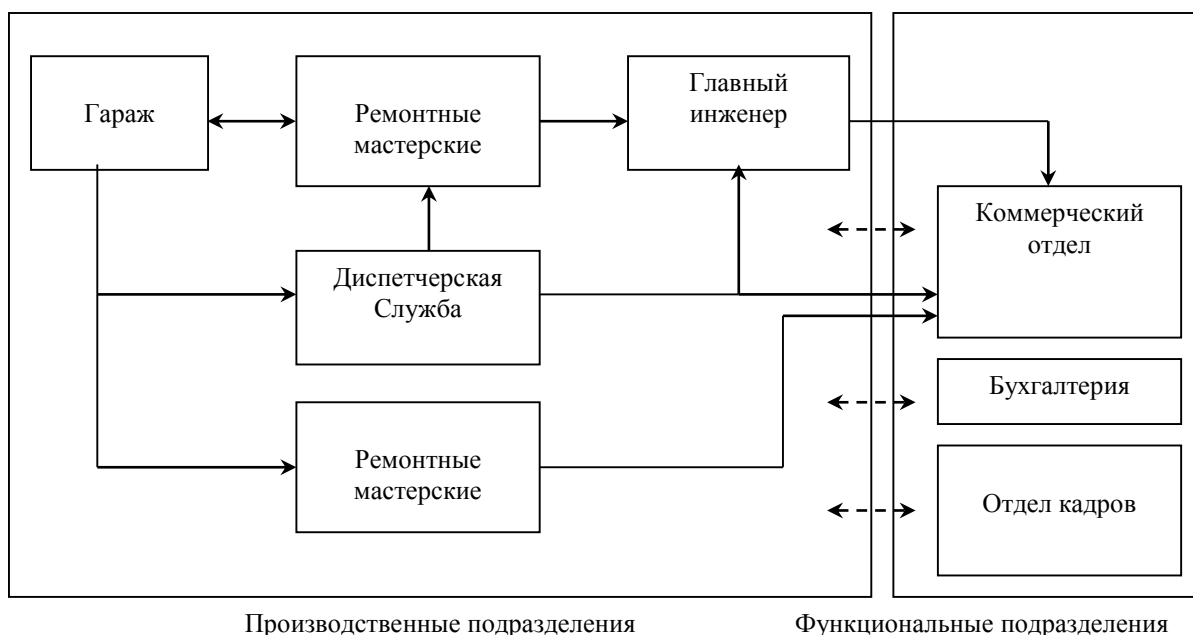 Гараж
Ремонтные
мастерские
Главный
инженер
Коммерческий
отдел
Диспетчерская
Служба
Бухгалтерия
Ремонтные
мастерские
Отдел кадров
Производственные подразделения
Функциональные подразделения